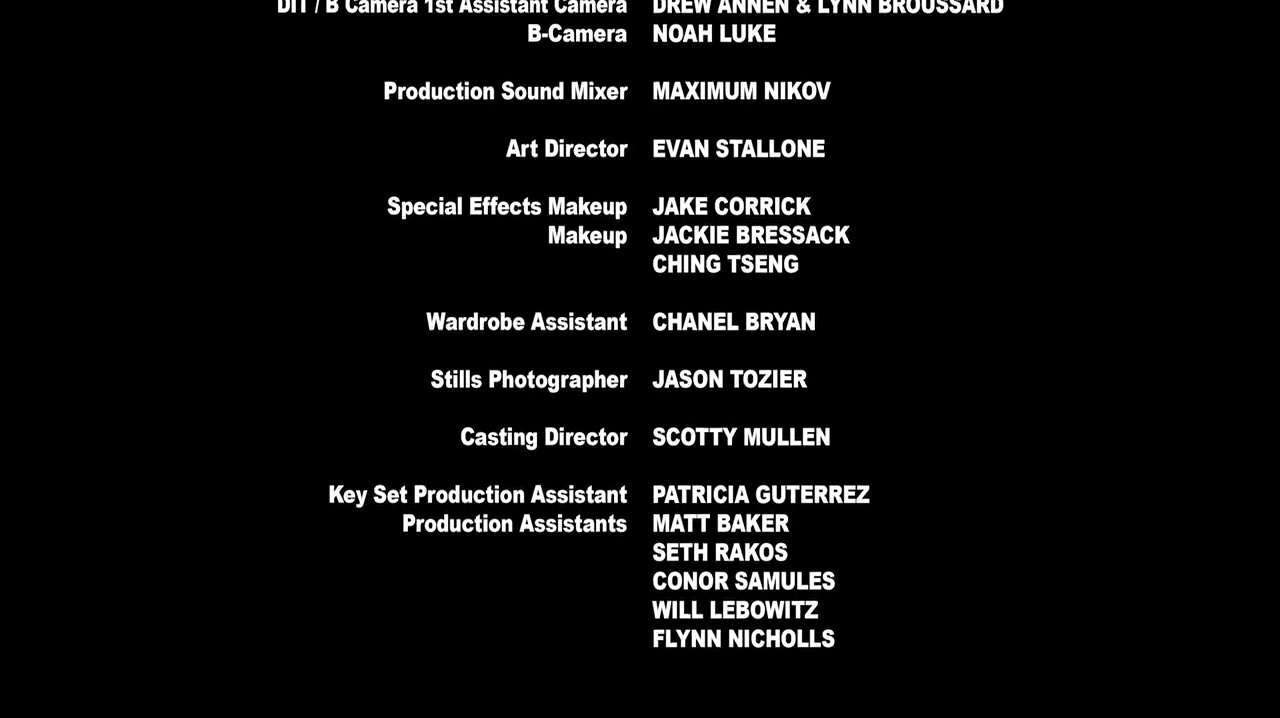 DIT / B Camera 1st Assistant Camera DREW ANNEN & LYNN BROUSSARD
B-Camera NOAH LUKE
Production Sound Mixer MAXIMUM NIKOV
Art Director EVAN STALLONE
Special Effects Makeup JAKE CORRICK
Makeup JACKIE BRESSACK
CHING TSENG
Wardrobe Assistant CHANEL BRYAN
Stills Photographer JASON TOZIER
Casting Director SCOTTY MULLEN
Key Set Production Assistant PATRICIA GUTERREZ
Production Assistants MATT BAKER
SETH RAKOS
CONOR SAMULES
WILL LEBOWITZ
FLYNN NICHOLLS